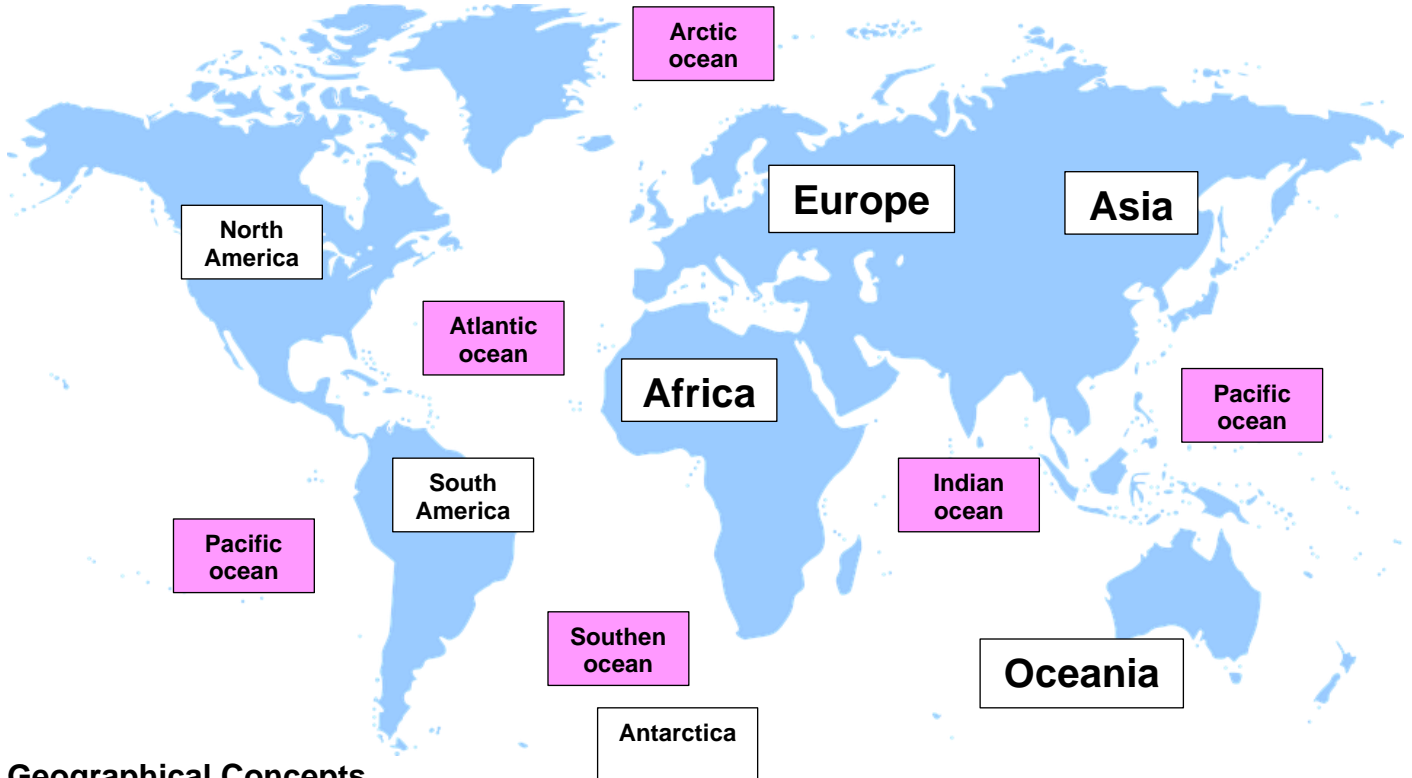 Arctic
ocean
Europe
Asia
North
America
Atlantic
ocean
Africa
Pacific
ocean
South
America
Indian
ocean
Pacific
ocean
Southen
ocean
Oceania
Antarctica
Geographical Concepts